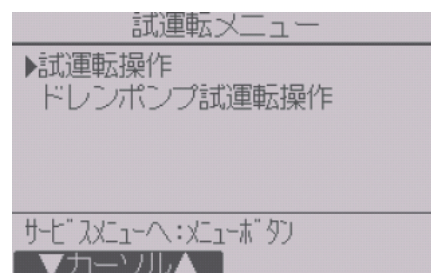 試運転メニュー
▶試運転操作
ドレンポンプ試運転操作
ｻｰﾋﾞｽﾒﾆｭｰへ:ﾒﾆｭｰﾎﾞﾀﾝ
▼カーソル▲